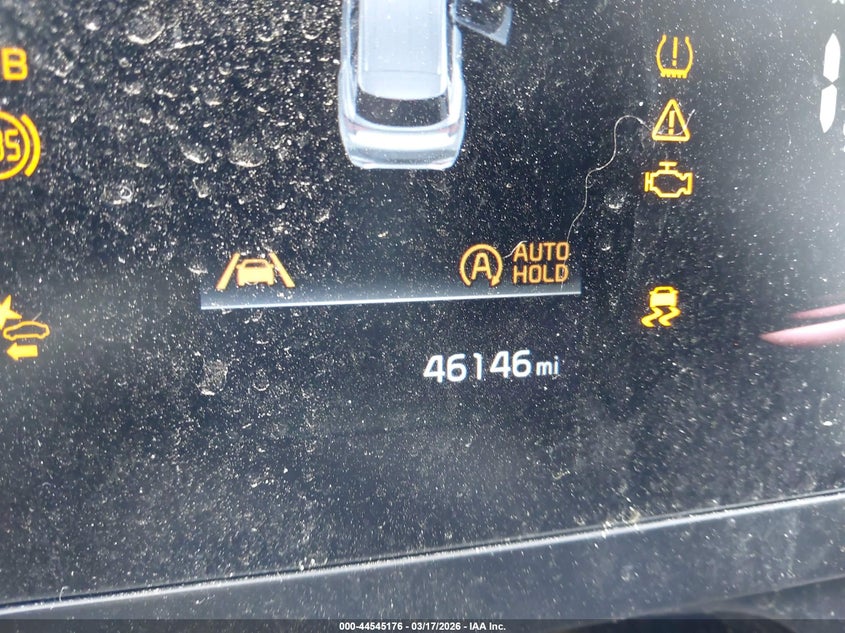 B
A
AUTO
HOLD
46146 mi
000-44545176 - 03/17/2026 - IAA Inc.